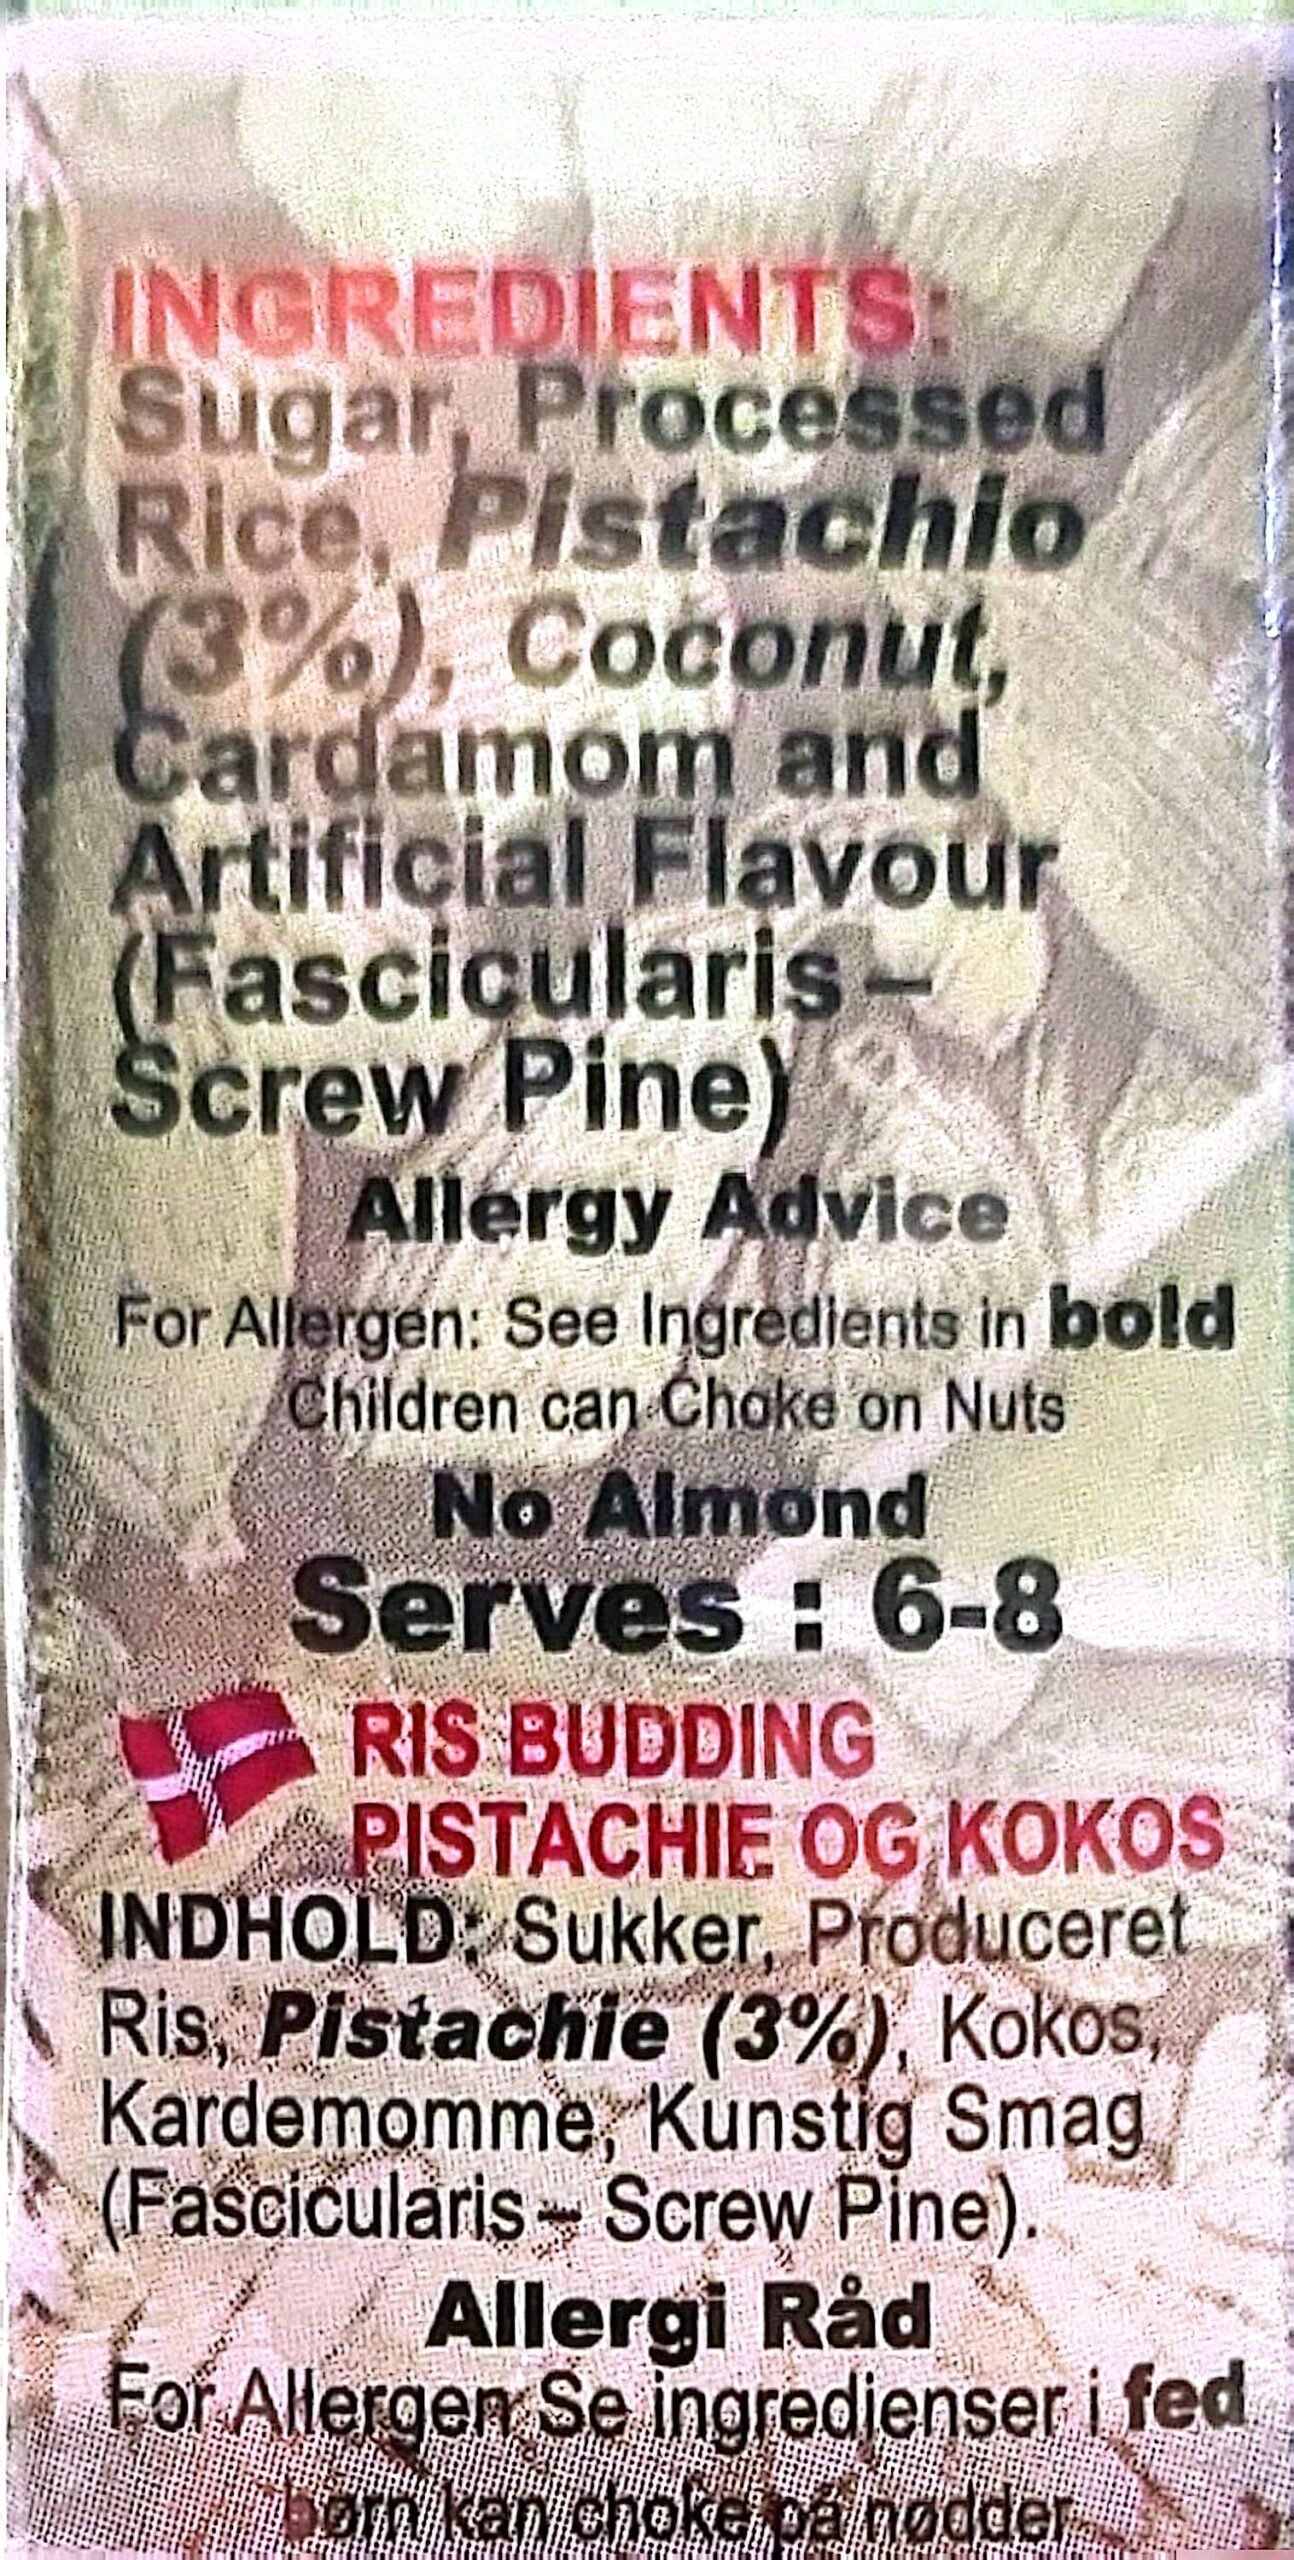 INGREDIENTS:
Sugar, Processed
Rice, Pistachio
(3%), Coconut,
Cardamom and
Artificial Flavour
(Fascicularis –
Screw Pine)
Allergy Advice
For Allergen: See Ingredients in bold
Children can Choke on Nuts
No Almond
Serves : 6-8
RIS BUDDING
PISTACHIE OG KOKOS
INDHOLD: Sukker, Produceret
Ris, Pistachie (3%), Kokos,
Kardemomme, Kunstig Smag
(Fascicularis – Screw Pine).
Allergi Råd
For Allergen Se ingredienser i fed
børn kan choke på nødder